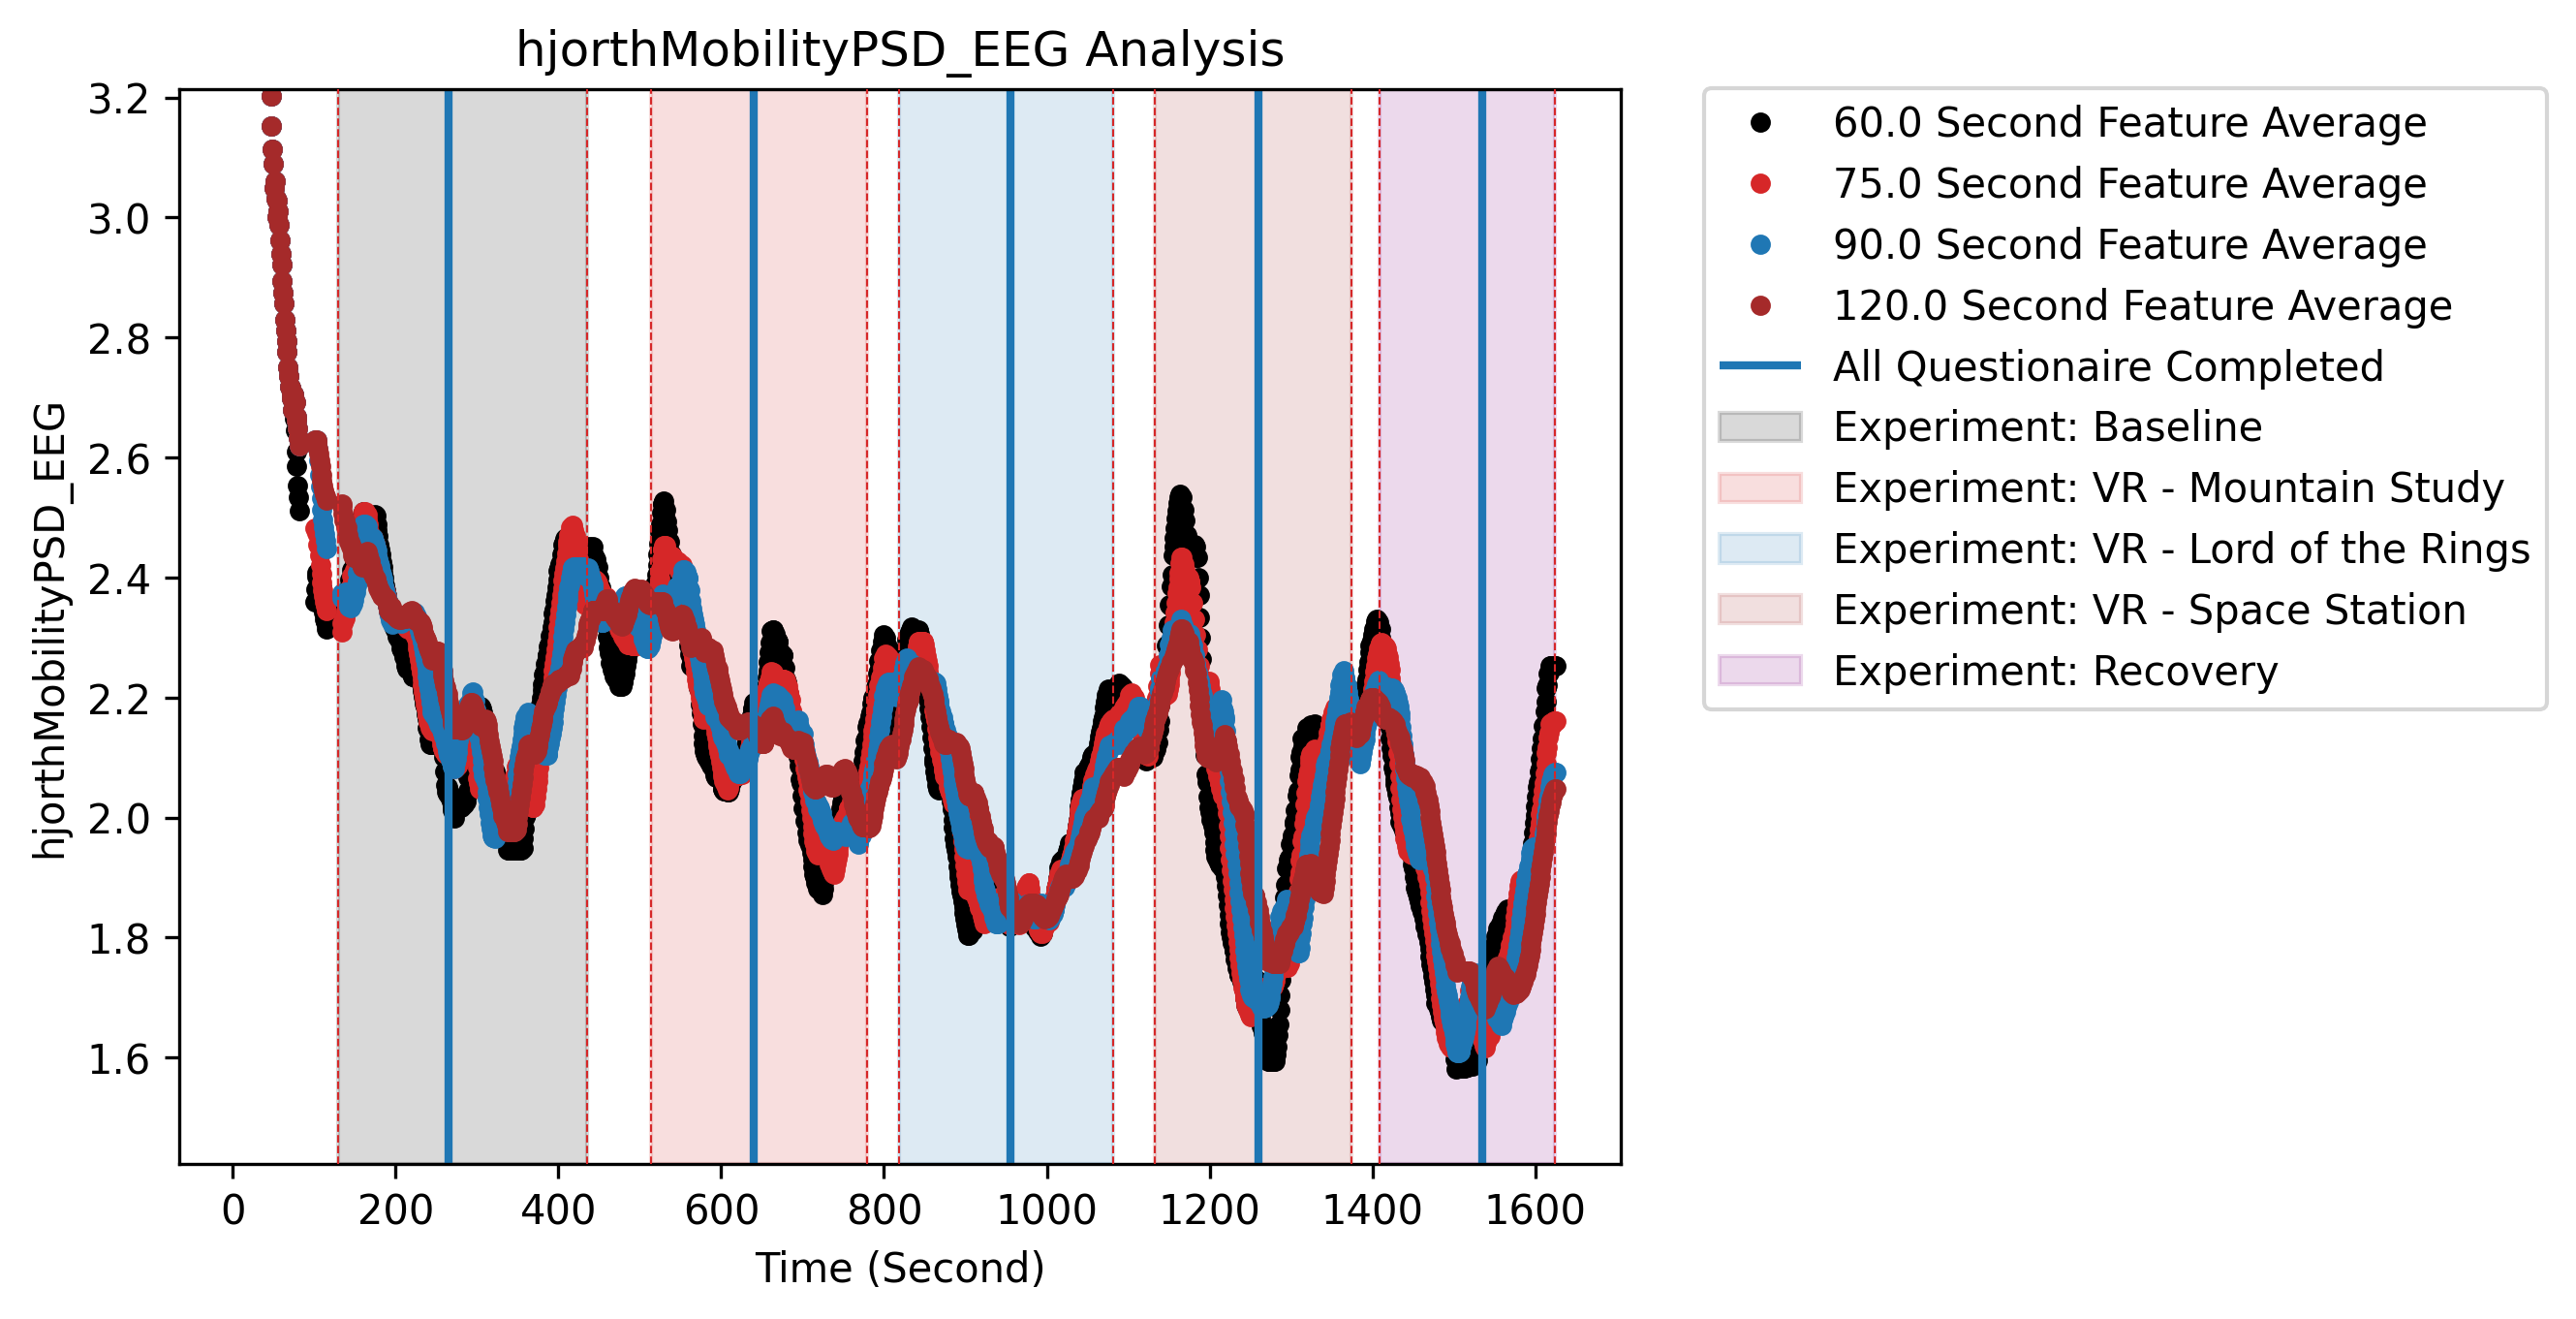 hjorthMobilityPSD_EEG Analysis
3.2
3.0
2.8
2.6
2.4
2.2
2.0
1.8
1.6
hjorthMobilityPSD_EEG
0 200 400 600 800 1000 1200 1400 1600
Time (Second)
60.0 Second Feature Average
75.0 Second Feature Average
90.0 Second Feature Average
120.0 Second Feature Average
All Questionaire Completed
Experiment: Baseline
Experiment: VR - Mountain Study
Experiment: VR - Lord of the Rings
Experiment: VR - Space Station
Experiment: Recovery